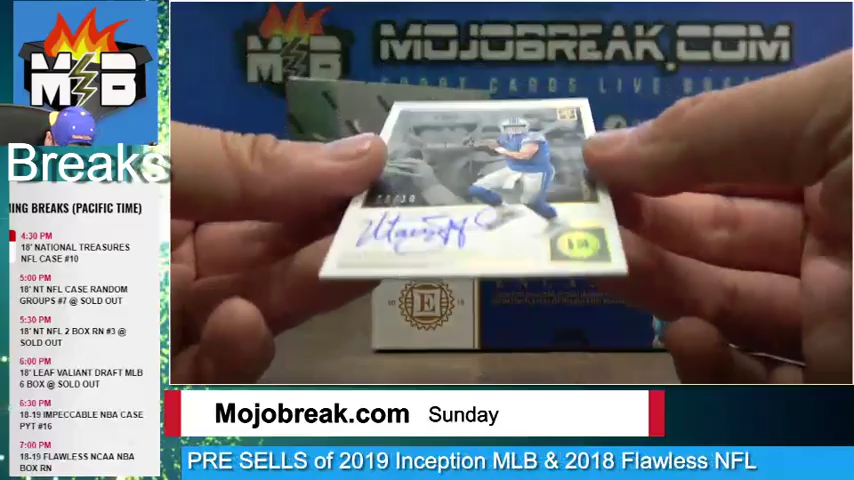 MB
MOJOBREAK.COM
SPORT CARDS LIVE
Breaks
ING BREAKS (PACIFIC TIME)
4:30 PM
18' NATIONAL TREASURES
NFL CASE #10
5:00 PM
18' NT NFL CASE RANDOM
GROUPS #7 @ SOLD OUT
5:30 PM
18' NT NFL 2 BOX RN #3 @
SOLD OUT
6:00 PM
18' LEAF VALIANT DRAFT MLB
6 BOX @ SOLD OUT
6:30 PM
18-19 IMPECCABLE NBA CASE
PYT #16
7:00 PM
18-19 FLAWLESS NCAA NBA
BOX RN
E
Mojobreak.com Sunday
PRE SELLS of 2019 Inception MLB & 2018 Flawless NFL